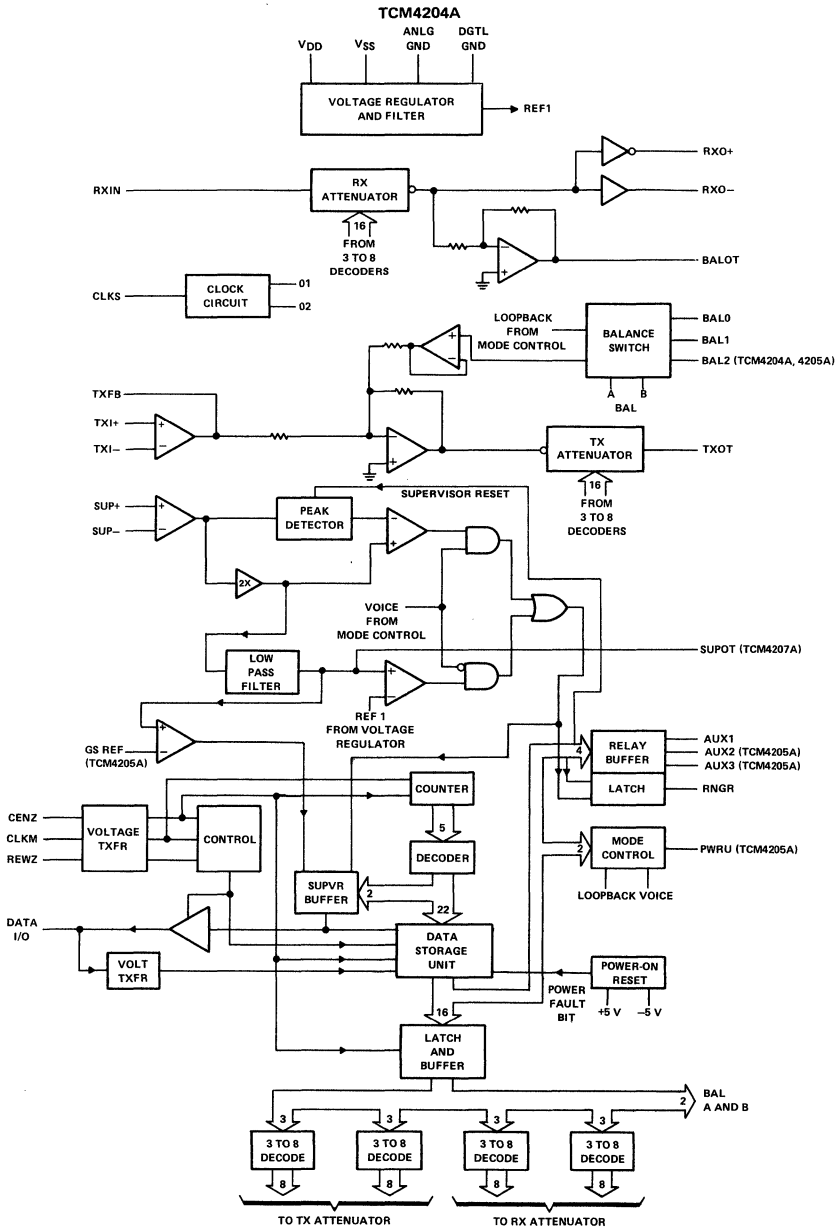 TCM4204A
VDD
VSS
ANLG
GND
DGTL
GND
VOLTAGE REGULATOR
AND FILTER
REF1
RXIN
RX
ATTENUATOR
RXO+
RXO−
16
FROM
3 TO 8
DECODERS
−
+
BALOT
CLKS
CLOCK
CIRCUIT
01
02
LOOPBACK
FROM
MODE CONTROL
BALANCE
SWITCH
BAL0
BAL1
BAL2 (TCM4204A, 4205A)
A
B
BAL
+
−
TXFB
TXI+
TXI−
+
−
−
+
TX
ATTENUATOR
TXOT
16
FROM
3 TO 8
DECODERS
SUPERVISOR RESET
SUP+
SUP−
+
−
PEAK
DETECTOR
−
+
2X
VOICE
FROM
MODE CONTROL
LOW
PASS
FILTER
SUPOT (TCM4207A)
+
−
REF 1
FROM VOLTAGE
REGULATOR
GS REF
(TCM4205A)
+
−
4
RELAY
BUFFER
AUX1
AUX2 (TCM4205A)
AUX3 (TCM4205A)
LATCH
RNGR
COUNTER
5
CENZ
CLKM
REWZ
VOLTAGE
TXFR
CONTROL
DECODER
2
MODE
CONTROL
PWRU (TCM4205A)
LOOPBACK VOICE
SUPVR
BUFFER
2
22
DATA
I/O
VOLT
TXFR
DATA
STORAGE
UNIT
POWER-ON
RESET
POWER
FAULT
BIT
+5 V
−5 V
16
LATCH
AND
BUFFER
2
BAL
A AND B
3
3
3
3
3 TO 8
DECODE
3 TO 8
DECODE
3 TO 8
DECODE
3 TO 8
DECODE
8
8
8
8
TO TX ATTENUATOR
TO RX ATTENUATOR